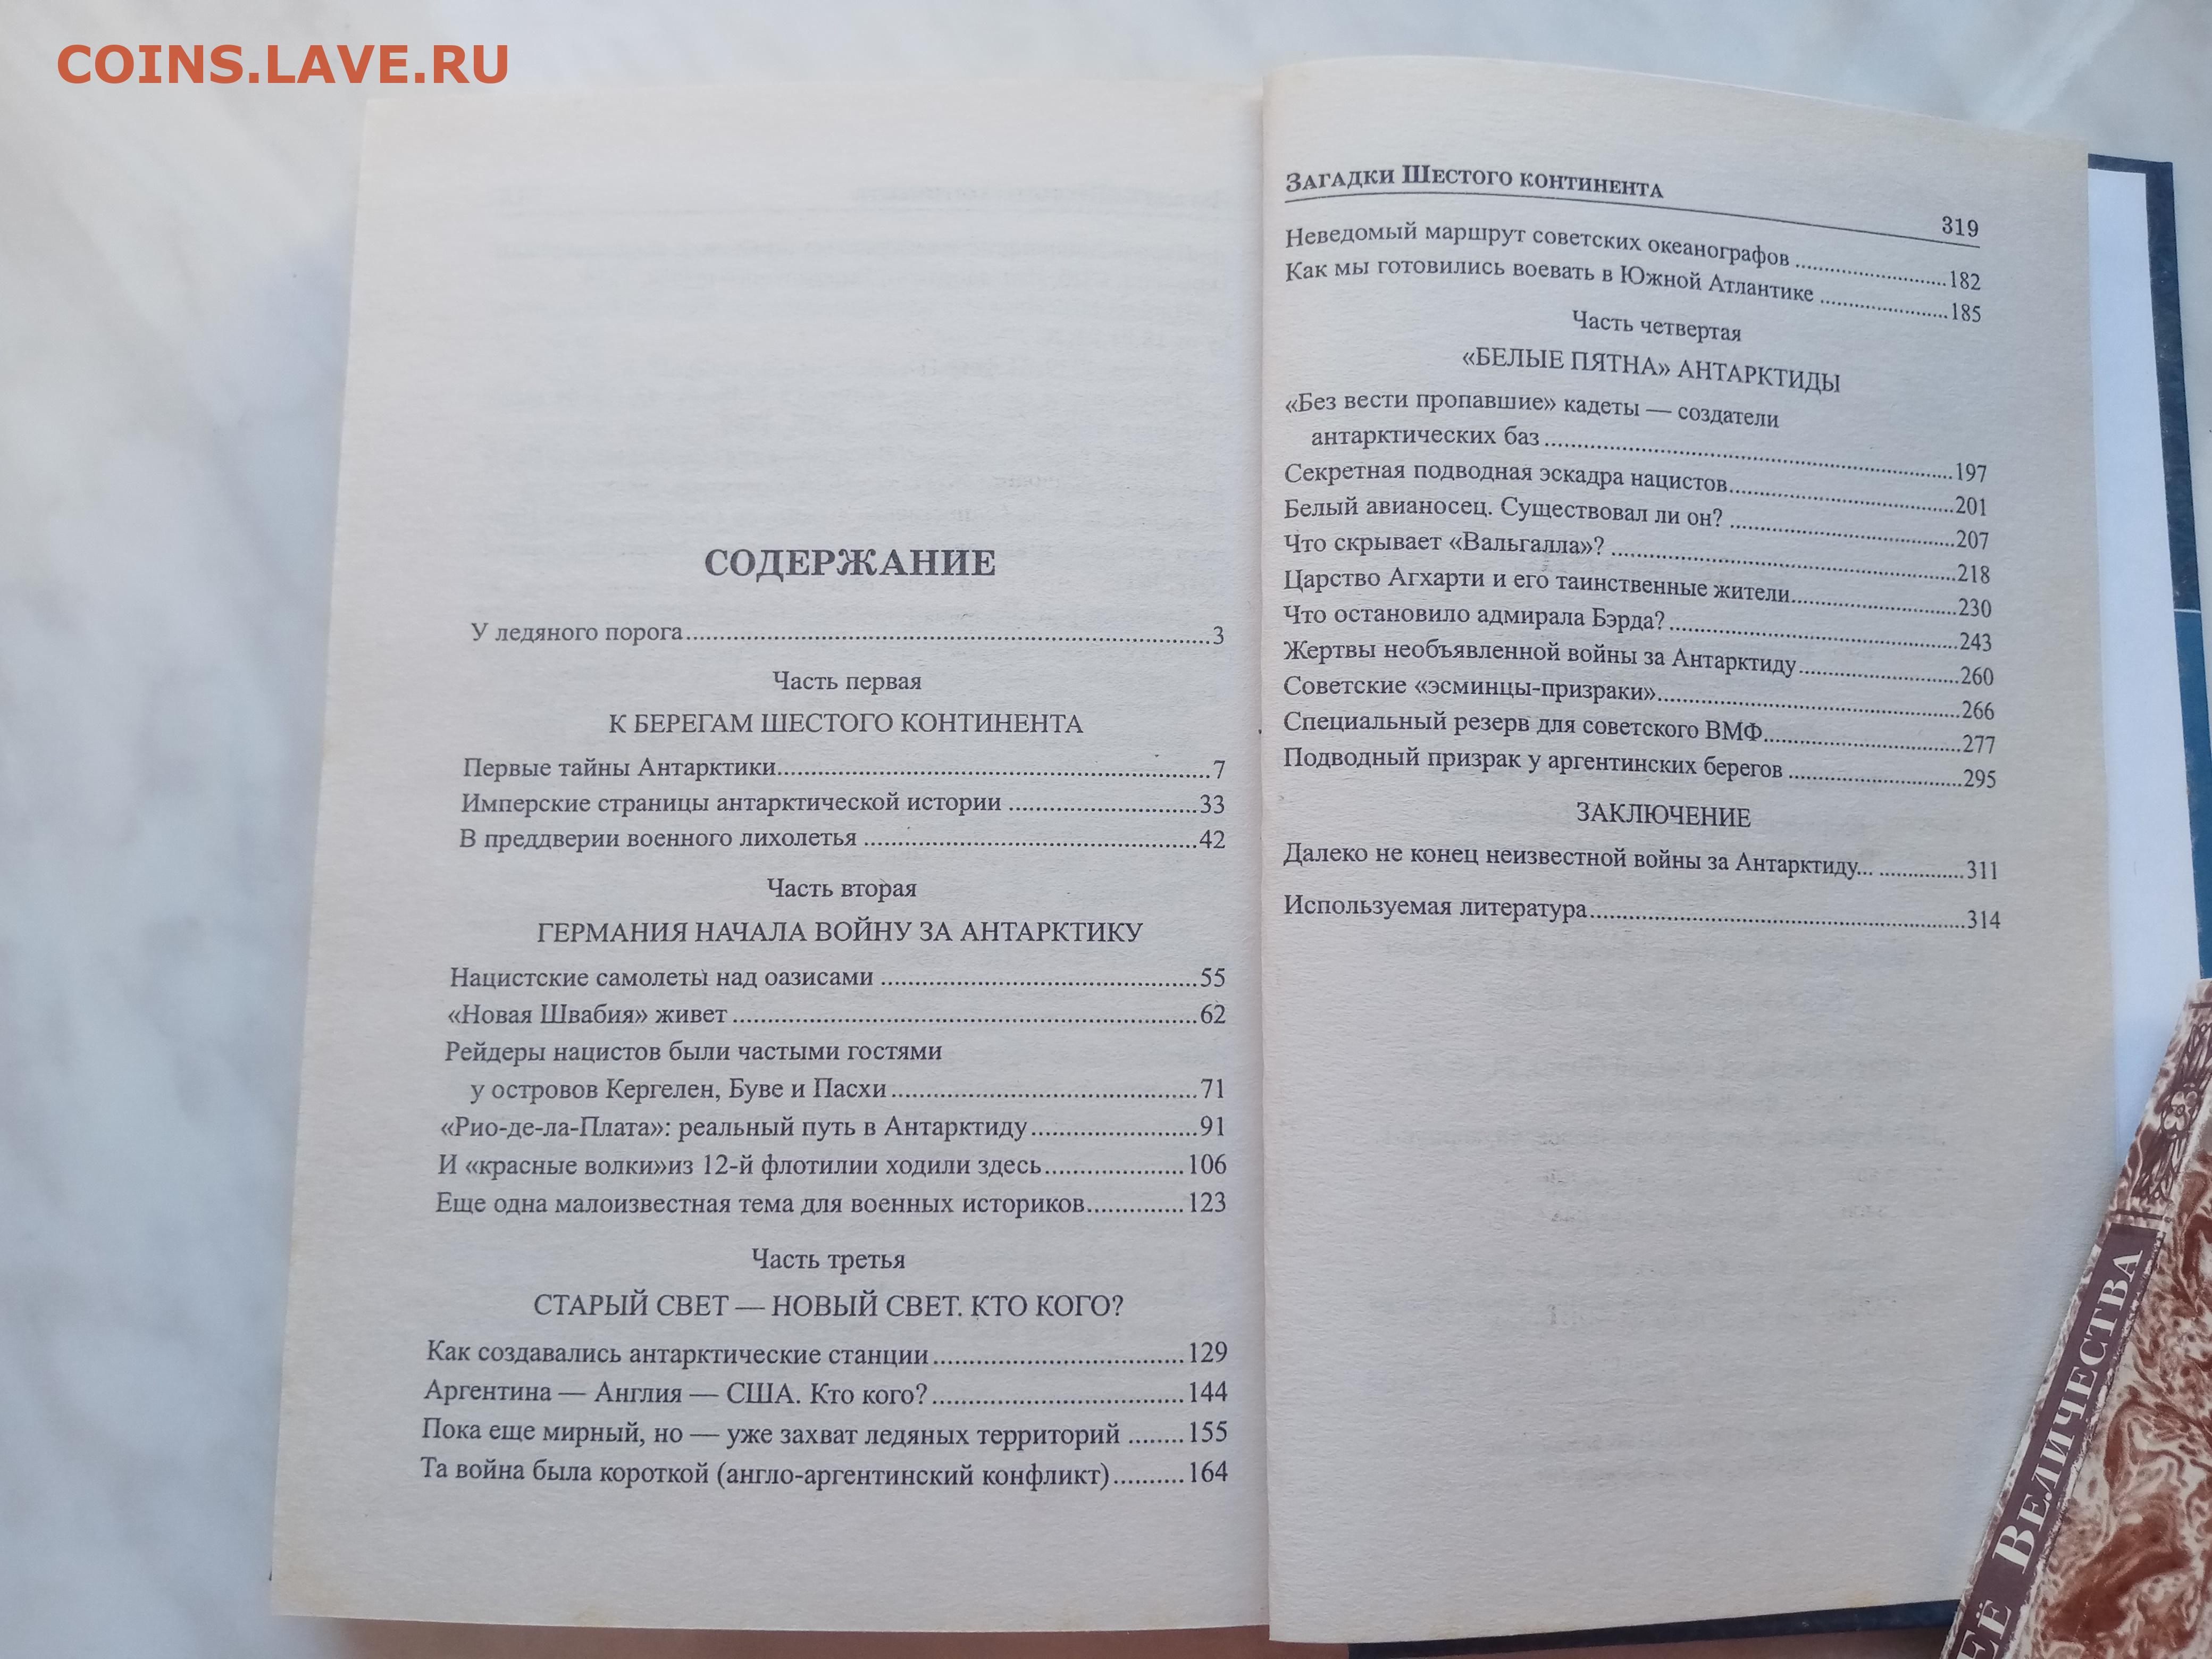 COINS.LAVE.RU
СОДЕРЖАНИЕ
У ледяного порога....................3
Часть первая
К БЕРЕГАМ ШЕСТОГО КОНТИНЕНТА
Первые тайны Антарктики....................7
Имперские страницы антарктической истории ....................33
В преддверии военного лихолетья ....................42
Часть вторая
ГЕРМАНИЯ НАЧАЛА ВОЙНУ ЗА АНТАРКТИКУ
Нацистские самолеты над оазисами ....................55
«Новая Швабия» живет ....................62
Рейдеры нацистов были частыми гостями
у островов Кергелен, Буве и Пасхи ....................71
«Рио-де-ла-Плата»: реальный путь в Антарктиду....................91
И «красные волки»из 12-й флотилии ходили здесь....................106
Еще одна малоизвестная тема для военных историков..............123
Часть третья
СТАРЫЙ СВЕТ — НОВЫЙ СВЕТ. КТО КОГО?
Как создавались антарктические станции....................129
Аргентина — Англия — США. Кто кого?....................144
Пока еще мирный, но — уже захват ледяных территорий ........155
Та война была короткой (англо-аргентинский конфликт)..........164
ЗАГАДКИ ШЕСТОГО КОНТИНЕНТА
319
Неведомый маршрут советских океанографов ....................182
Как мы готовились воевать в Южной Атлантике ....................185
Часть четвертая
«БЕЛЫЕ ПЯТНА» АНТАРКТИДЫ
«Без вести пропавшие» кадеты — создатели
антарктических баз ....................197
Секретная подводная эскадра нацистов....................201
Белый авианосец. Существовал ли он? ....................207
Что скрывает «Вальгалла»? ....................218
Царство Агхарти и его таинственные жители....................230
Что остановило адмирала Бэрда? ....................243
Жертвы необъявленной войны за Антарктиду ....................260
Советские «эсминцы-призраки»....................266
Специальный резерв для советского ВМФ....................277
Подводный призрак у аргентинских берегов ....................295
ЗАКЛЮЧЕНИЕ
Далеко не конец неизвестной войны за Антарктиду... ..............311
Используемая литература....................314
ЕЁ ВЕЛИЧЕСТВА